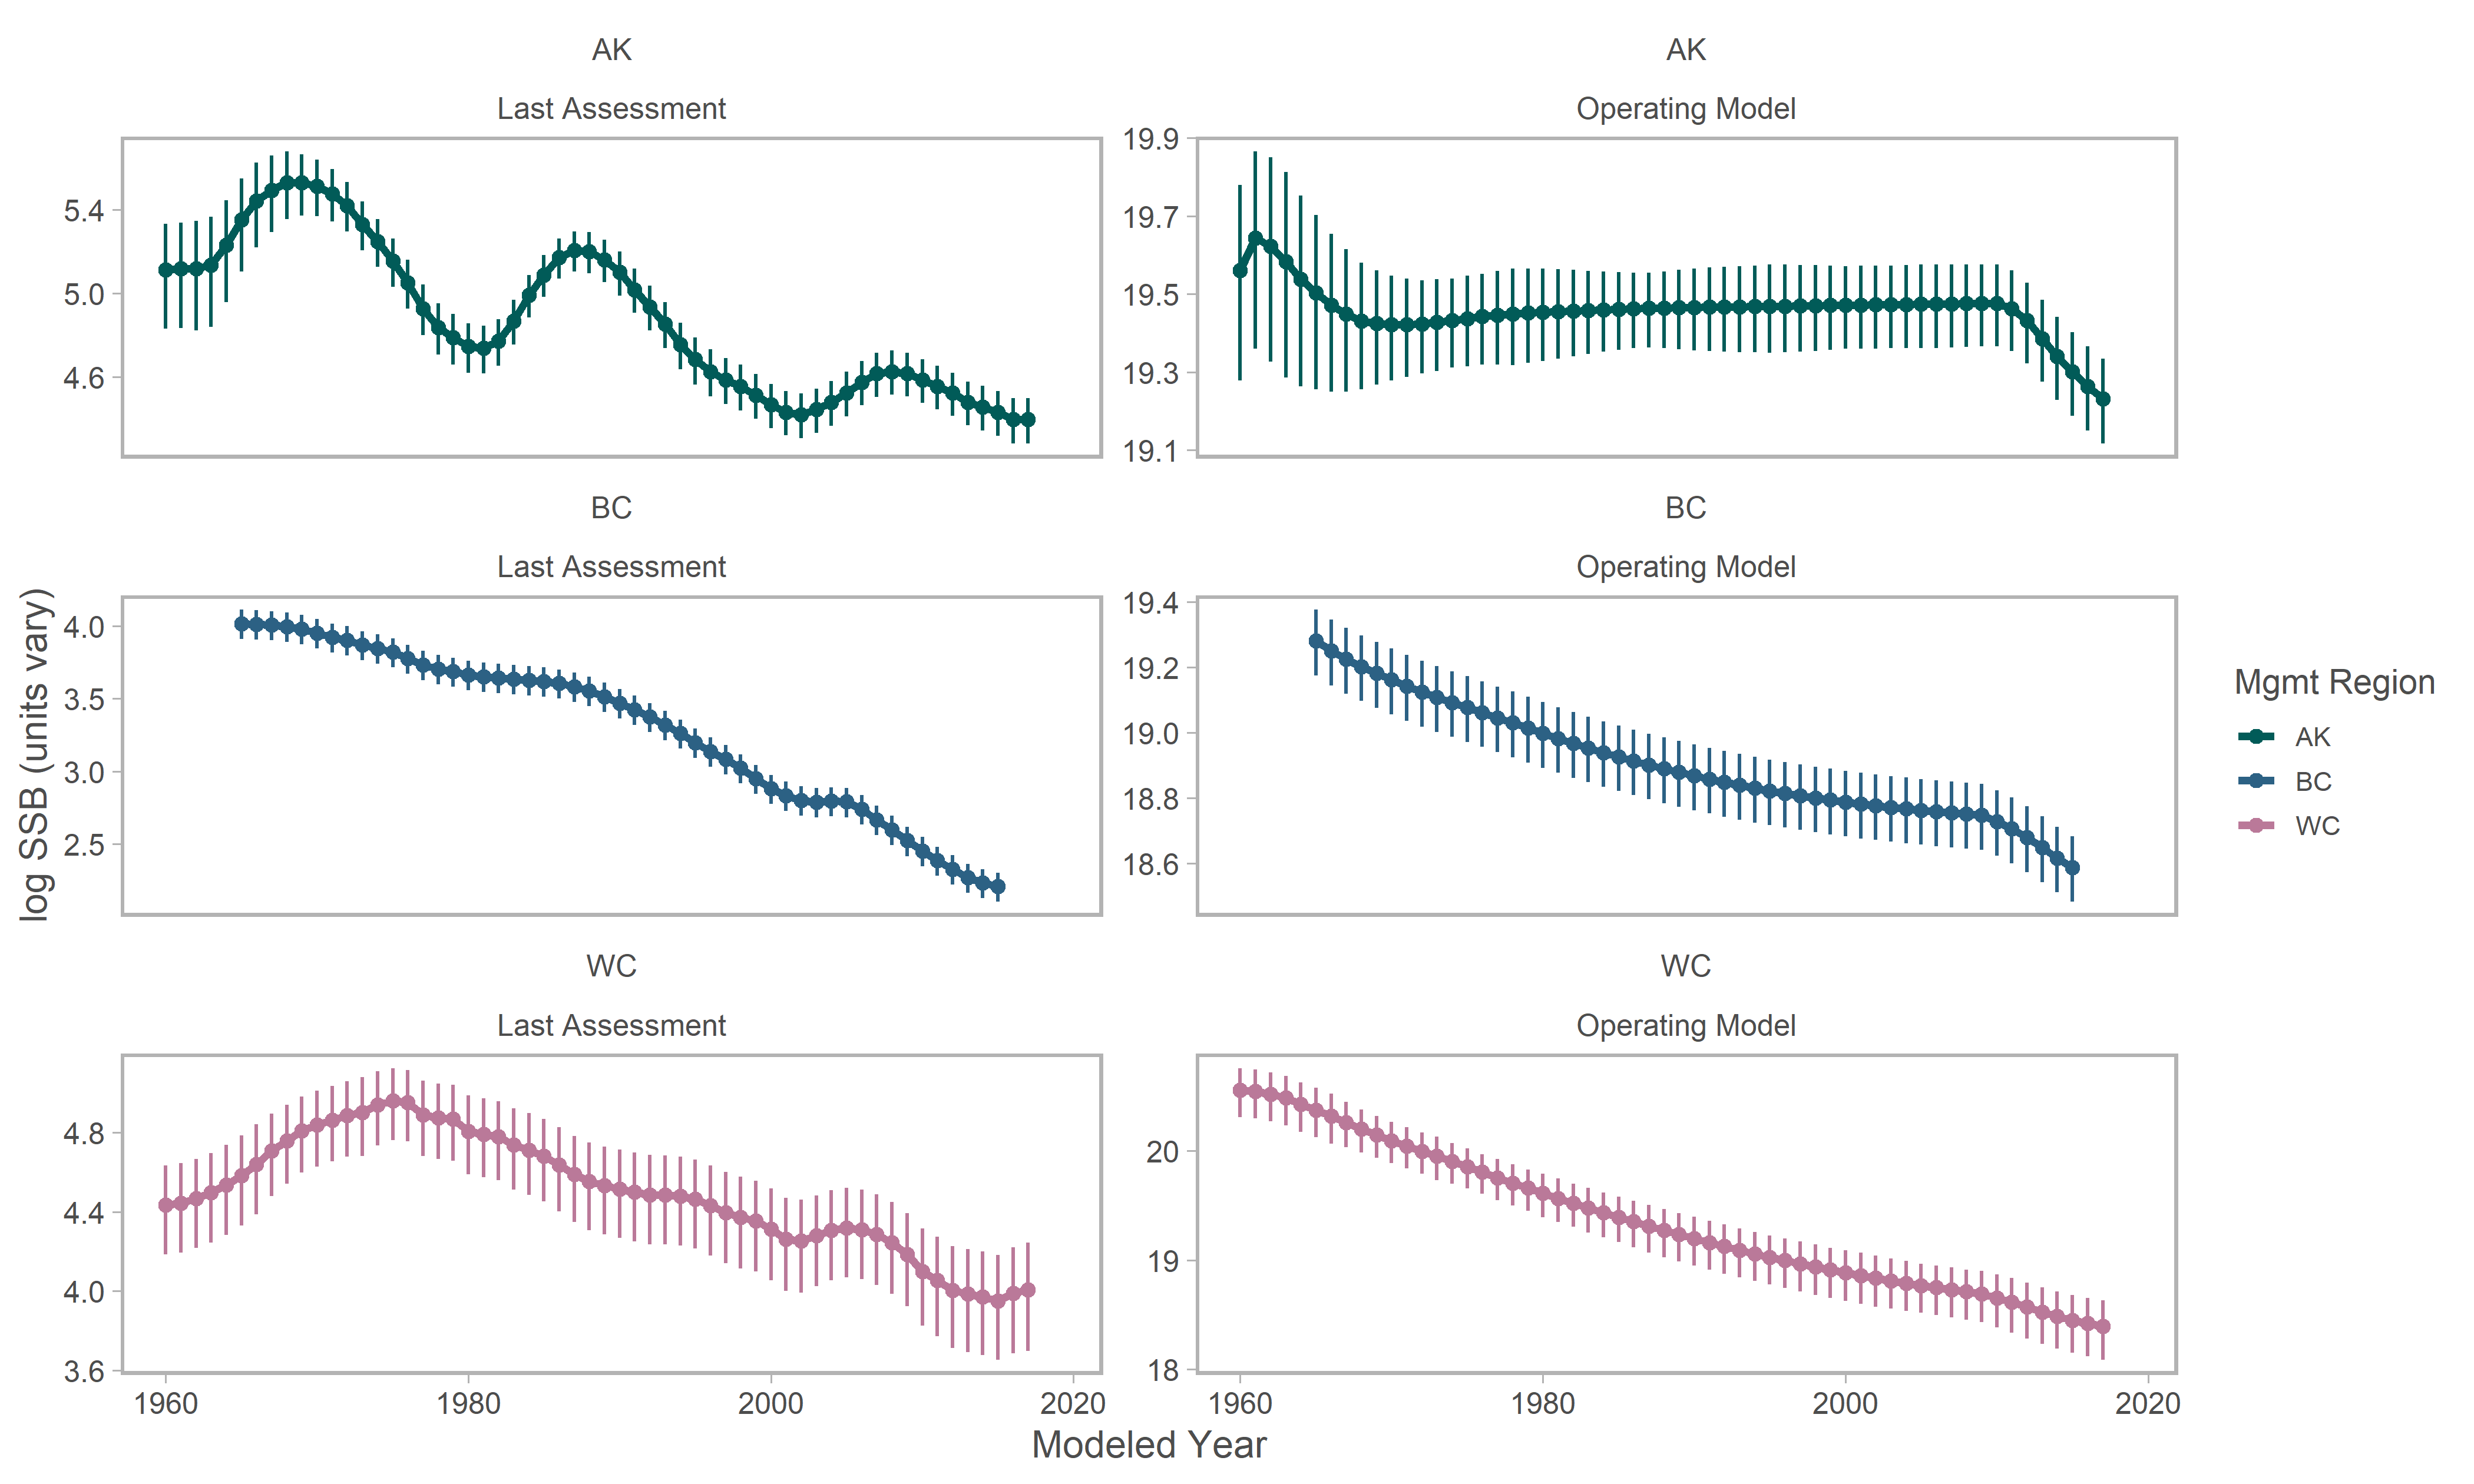 AK
Last Assessment
5.4
5.0
4.6
AK
Operating Model
19.9
19.7
19.5
19.3
19.1
BC
Last Assessment
4.0
3.5
3.0
2.5
BC
Operating Model
19.4
19.2
19.0
18.8
18.6
WC
Last Assessment
4.8
4.4
4.0
3.6
1960 1980 2000 2020
WC
Operating Model
20
19
18
1960 1980 2000 2020
log SSB (units vary)
Modeled Year
Mgmt Region
AK
BC
WC